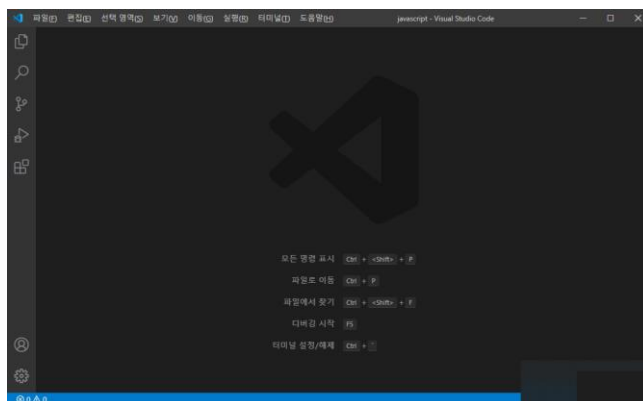 파일(F) 편집(E) 선택 영역(S) 보기(V) 이동(G) 실행(R) 터미널(T) 도움말(H) javascript - Visual Studio Code
모든 명령 표시 Ctrl + <Shift> + P
파일로 이동 Ctrl + P
파일에서 찾기 Ctrl + <Shift> + F
디버깅 시작 F5
터미널 설정/해제 Ctrl + `
0 0